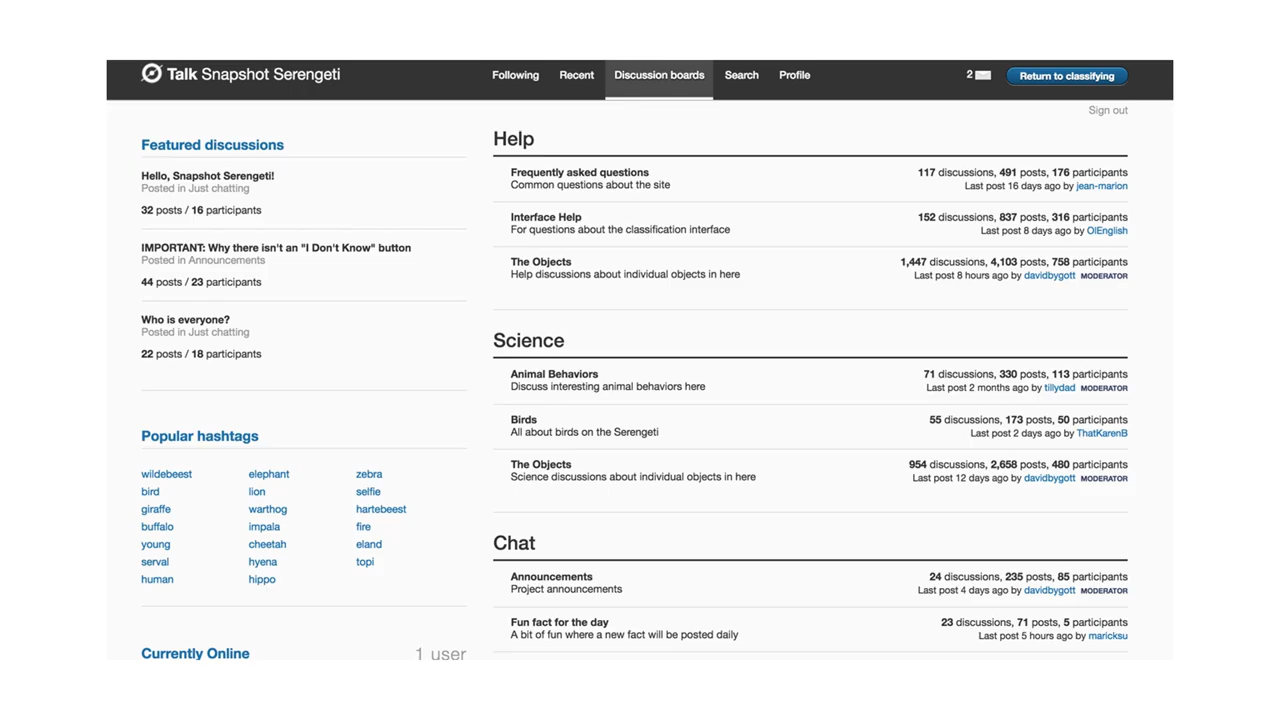 Talk Snapshot Serengeti
Following Recent Discussion boards Search Profile
2
Return to classifying
Sign out
Featured discussions
Hello, Snapshot Serengeti!
Posted in Just chatting
32 posts / 16 participants
IMPORTANT: Why there isn't an "I Don't Know" button
Posted in Announcements
44 posts / 23 participants
Who is everyone?
Posted in Just chatting
22 posts / 18 participants
Popular hashtags
wildebeest elephant zebra
bird lion selfie
giraffe warthog hartebeest
buffalo impala fire
young cheetah eland
serval hyena topi
human hippo
Currently Online 1 user
Help
Frequently asked questions 117 discussions, 491 posts, 176 participants
Common questions about the site Last post 16 days ago by jean-marion
Interface Help 152 discussions, 837 posts, 316 participants
For questions about the classification interface Last post 8 days ago by OlEnglish
The Objects 1,447 discussions, 4,103 posts, 758 participants
Help discussions about individual objects in here Last post 8 hours ago by davidbygott MODERATOR
Science
Animal Behaviors 71 discussions, 330 posts, 113 participants
Discuss interesting animal behaviors here Last post 2 months ago by tillydad MODERATOR
Birds 55 discussions, 173 posts, 50 participants
All about birds on the Serengeti Last post 2 days ago by ThatKarenB
The Objects 954 discussions, 2,658 posts, 480 participants
Science discussions about individual objects in here Last post 12 days ago by davidbygott MODERATOR
Chat
Announcements 24 discussions, 235 posts, 85 participants
Project announcements Last post 4 days ago by davidbygott MODERATOR
Fun fact for the day 23 discussions, 71 posts, 5 participants
A bit of fun where a new fact will be posted daily Last post 5 hours ago by maricksu